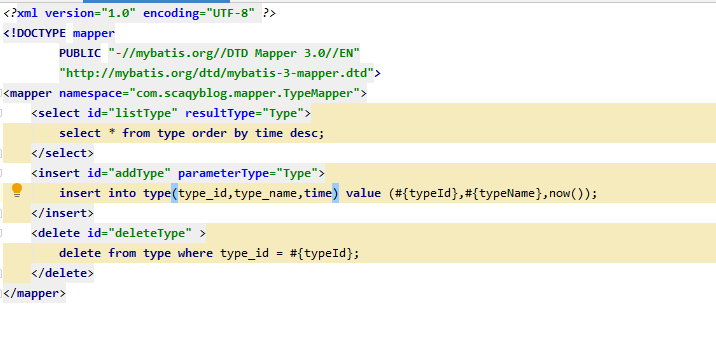 <?xml version="1.0" encoding="UTF-8" ?>
<!DOCTYPE mapper
        PUBLIC "-//mybatis.org//DTD Mapper 3.0//EN"
        "http://mybatis.org/dtd/mybatis-3-mapper.dtd">
<mapper namespace="com.scaqyblog.mapper.TypeMapper">
    <select id="listType" resultType="Type">
        select * from type order by time desc;
    </select>
    <insert id="addType" parameterType="Type">
        insert into type(type_id,type_name,time) value (#{typeId},#{typeName},now());
    </insert>
    <delete id="deleteType" >
        delete from type where type_id = #{typeId};
    </delete>
</mapper>